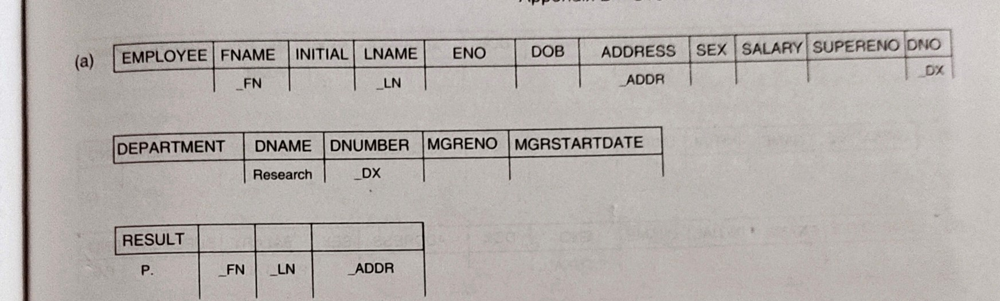 (a) EMPLOYEE FNAME INITIAL LNAME ENO DOB ADDRESS SEX SALARY SUPERENO DNO
_FN _LN _ADDR _DX
DEPARTMENT DNAME DNUMBER MGRENO MGRSTARTDATE
Research _DX
RESULT
P. _FN _LN _ADDR